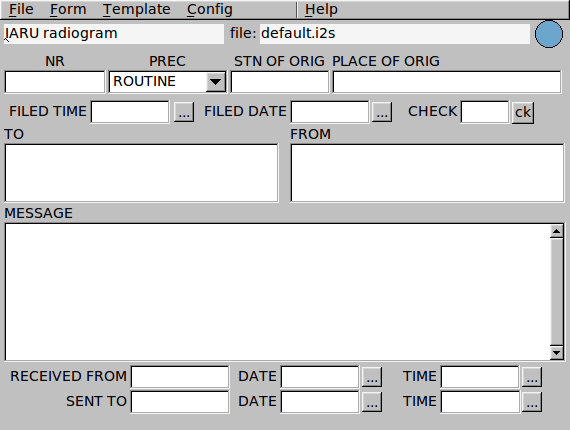 File Form Template Config Help
IARU radiogram file: default.i2s
NR PREC STN OF ORIG PLACE OF ORIG
ROUTINE
FILED TIME ... FILED DATE ... CHECK ck
TO FROM
MESSAGE
RECEIVED FROM DATE ... TIME ...
SENT TO DATE ... TIME ...